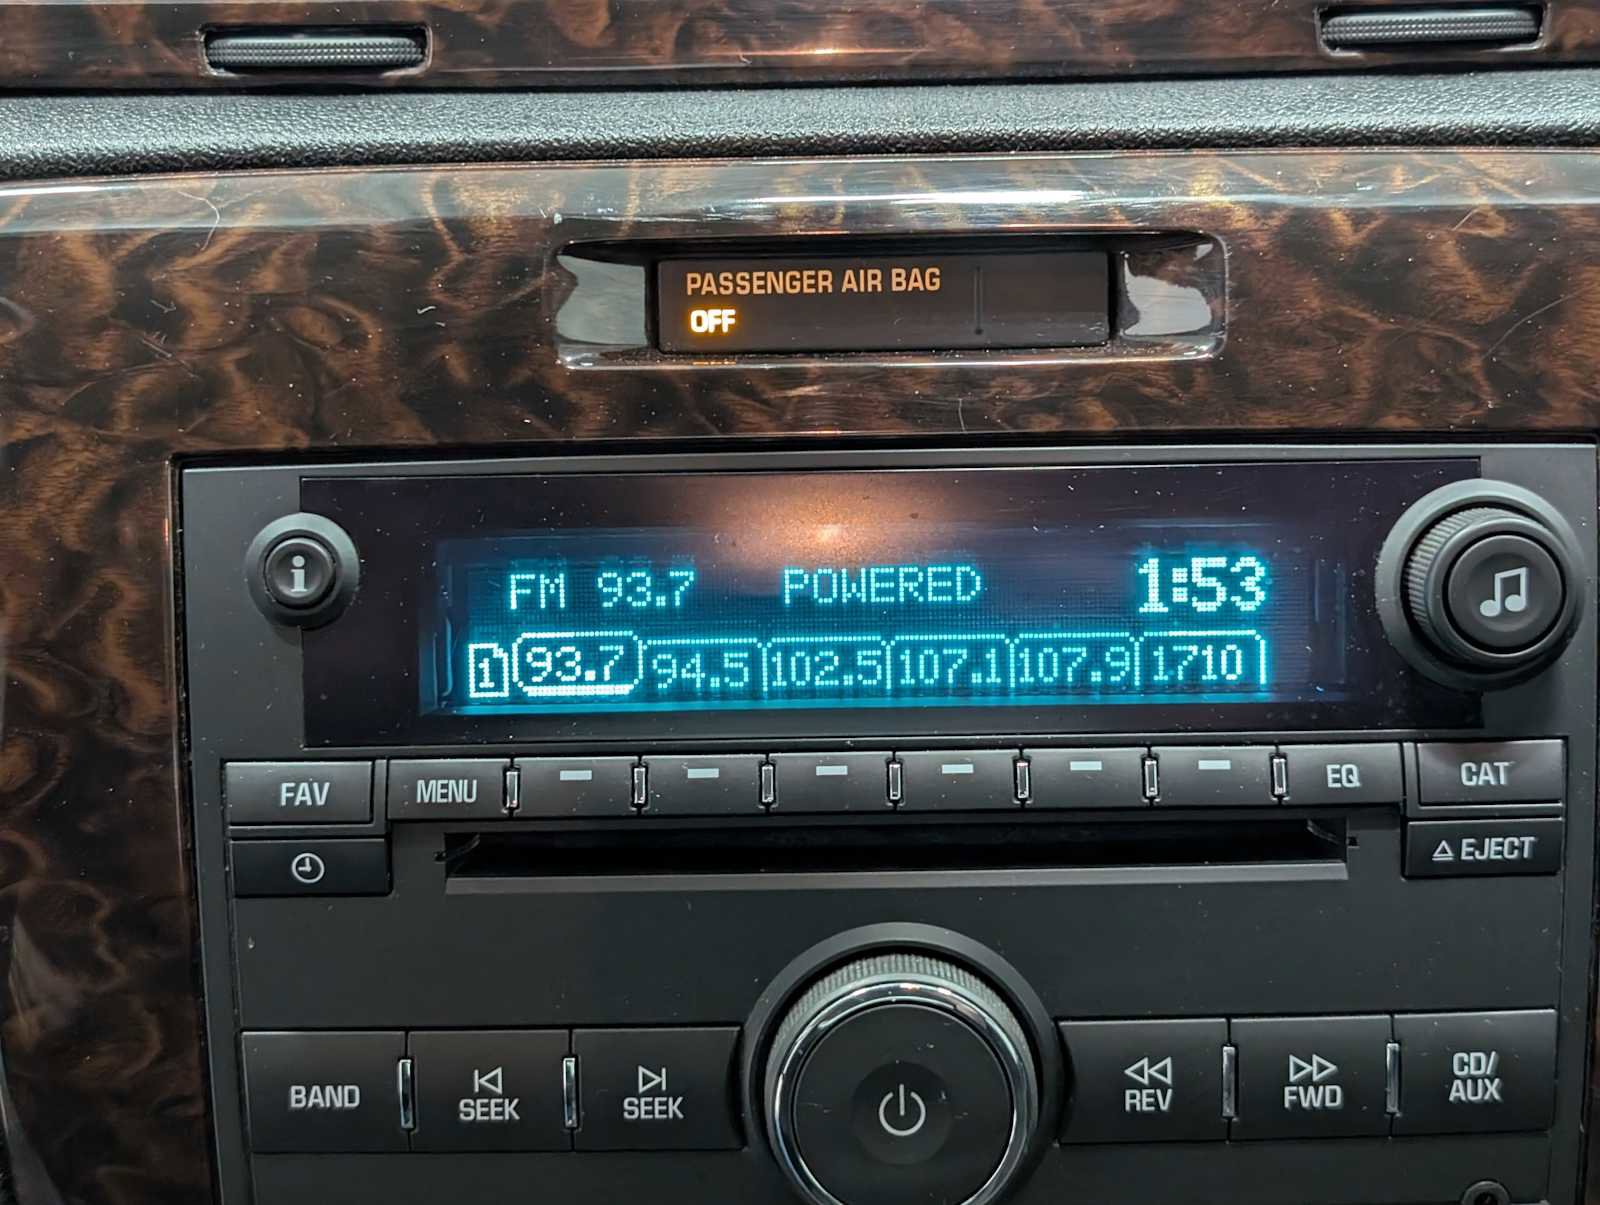 PASSENGER AIR BAG
OFF
FM 93.7 POWERED 1:53
1 93.7 94.5 102.5 107.1 107.9 1710
FAV MENU EQ CAT
EJECT
BAND SEEK SEEK REV FWD CD/
AUX